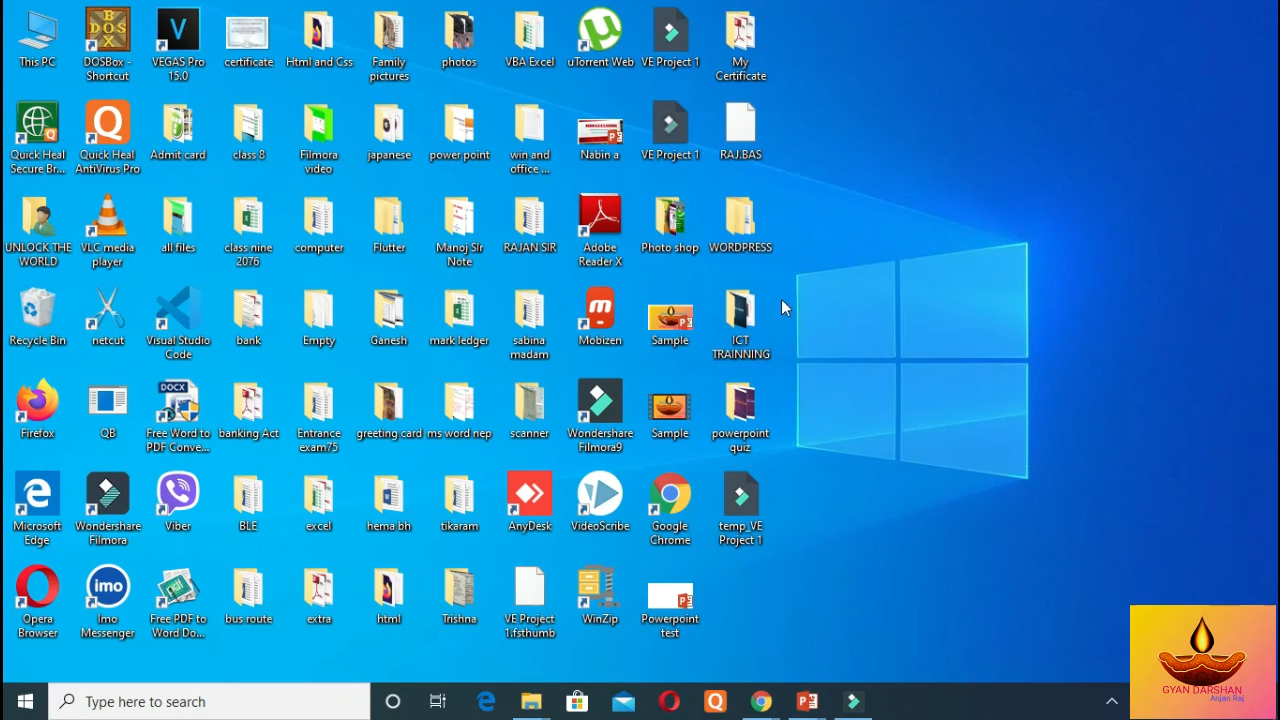 This PC
DOSBox -
Shortcut
VEGAS Pro
15.0
certificate
Html and Css
Family
pictures
photos
VBA Excel
uTorrent Web
VE Project 1
My
Certificate
Quick Heal
Secure Br...
Quick Heal
AntiVirus Pro
Admit card
class 8
Filmora
video
japanese
power point
win and
office ...
Nabin a
VE Project 1
RAJ.BAS
UNLOCK THE
WORLD
VLC media
player
all files
class nine
2076
computer
Flutter
Manoj SIr
Note
RAJAN SIR
Adobe
Reader X
Photo shop
WORDPRESS
Recycle Bin
netcut
Visual Studio
Code
bank
Empty
Ganesh
mark ledger
sabina
madam
Mobizen
Sample
ICT
TRAINNING
Firefox
QB
DOCX
Free Word to
PDF Conve...
banking Act
Entrance
exam75
greeting card
ms word nep
scanner
Wondershare
Filmora9
Sample
powerpoint
quiz
Microsoft
Edge
Wondershare
Filmora
Viber
BLE
excel
hema bh
tikaram
AnyDesk
VideoScribe
Google
Chrome
temp_VE
Project 1
Opera
Browser
imo
Imo
Messenger
Free PDF to
Word Do...
bus route
extra
html
Trishna
VE Project
1.fsthumb
WinZip
Powerpoint
test
Type here to search
GYAN DARSHAN
Anjan Raj